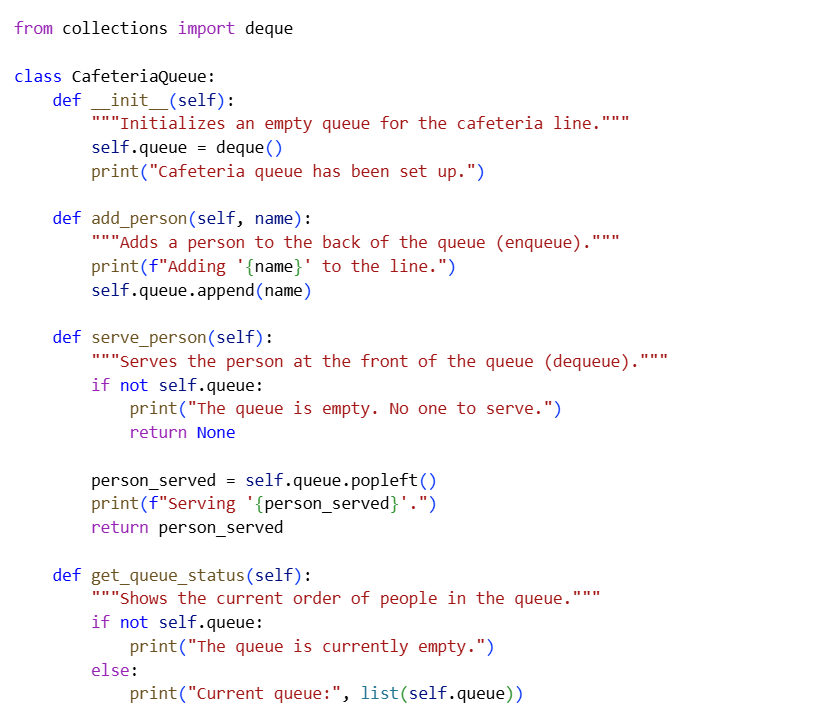 from collections import deque

class CafeteriaQueue:
    def __init__(self):
        """Initializes an empty queue for the cafeteria line."""
        self.queue = deque()
        print("Cafeteria queue has been set up.")

    def add_person(self, name):
        """Adds a person to the back of the queue (enqueue)."""
        print(f"Adding '{name}' to the line.")
        self.queue.append(name)

    def serve_person(self):
        """Serves the person at the front of the queue (dequeue)."""
        if not self.queue:
            print("The queue is empty. No one to serve.")
            return None

        person_served = self.queue.popleft()
        print(f"Serving '{person_served}'.")
        return person_served

    def get_queue_status(self):
        """Shows the current order of people in the queue."""
        if not self.queue:
            print("The queue is currently empty.")
        else:
            print("Current queue:", list(self.queue))